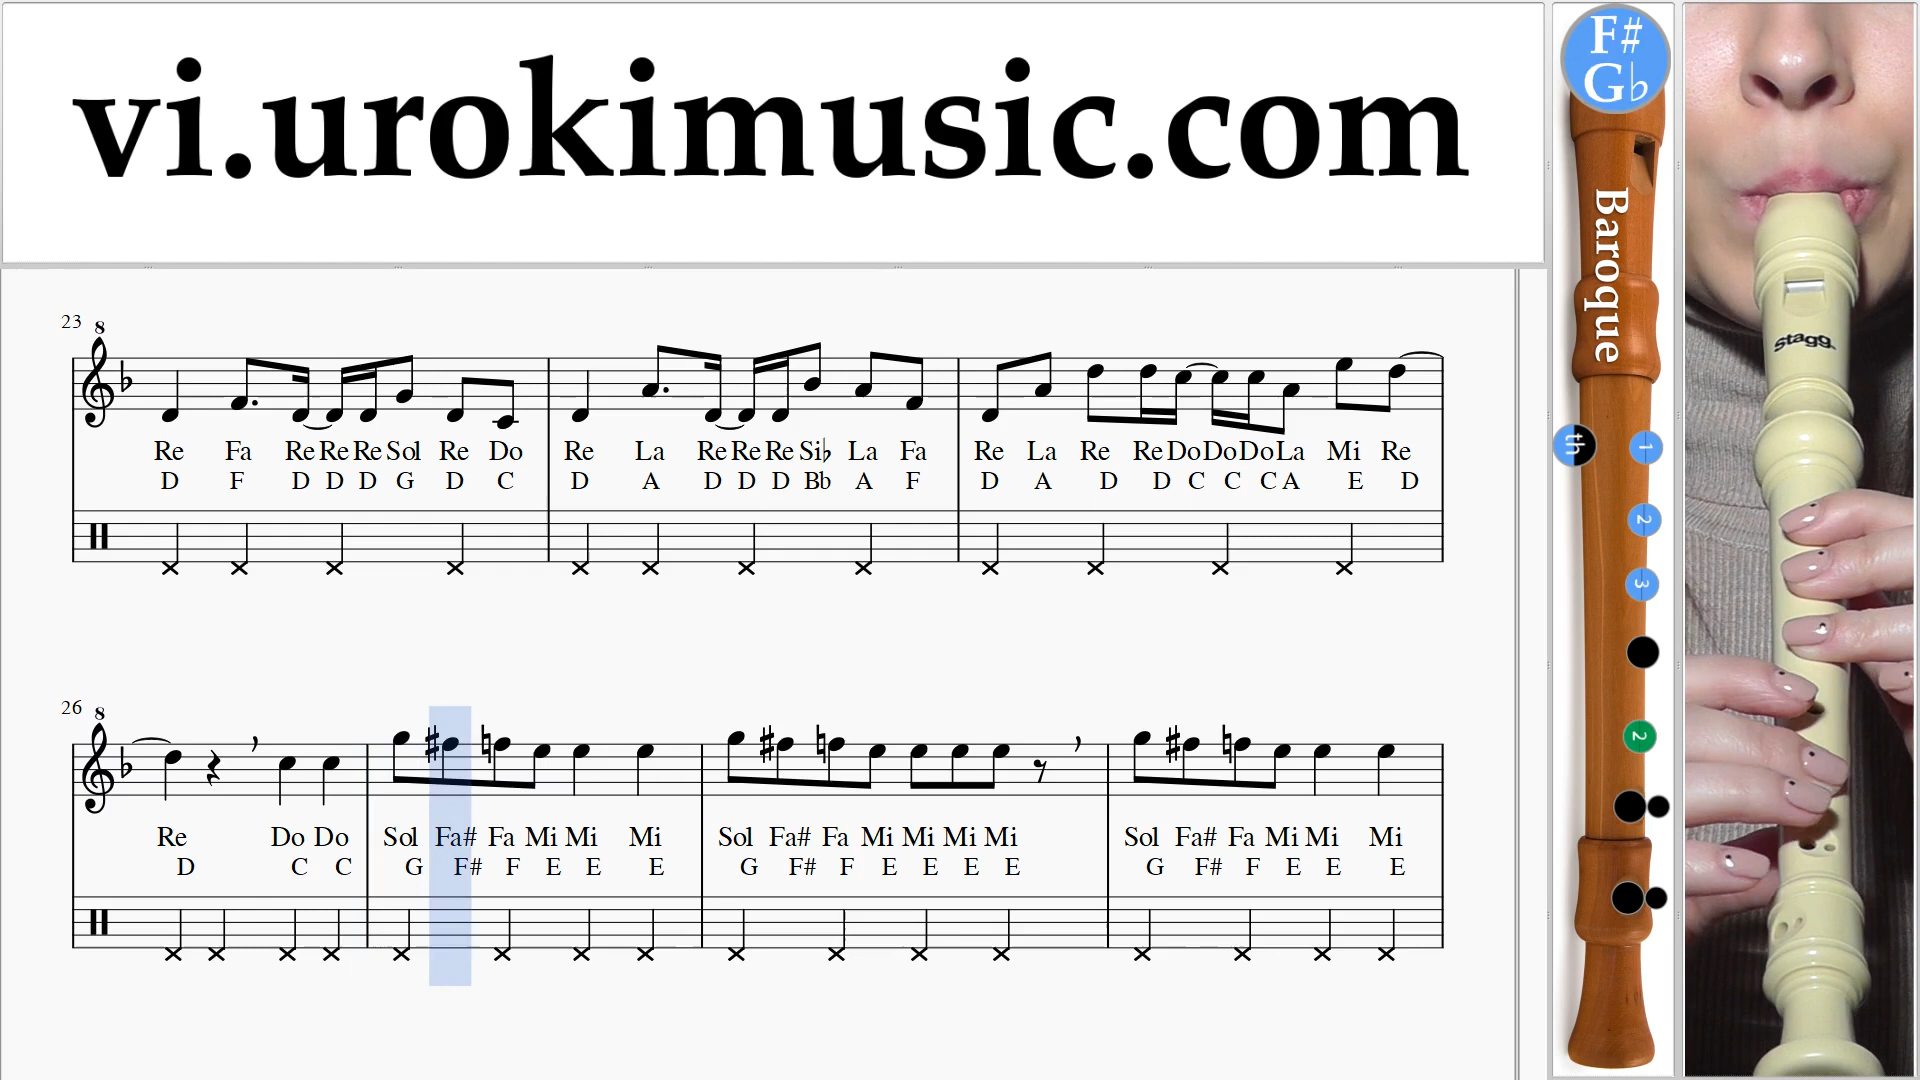 vi.urokimusic.com
F#
G♭
Baroque
Stagg
th
1
2
3
2
23
8
Re Fa Re Re Re Sol Re Do Re La Re Re Re Si♭ La Fa Re La Re Re Do Do Do La Mi Re
D F D D D G D C D A D D D Bb A F D A D D C C C A E D
26
8
Re Do Do Sol Fa# Fa Mi Mi Mi Sol Fa# Fa Mi Mi Mi Mi Sol Fa# Fa Mi Mi Mi
D C C G F# F E E E G F# F E E E E G F# F E E E